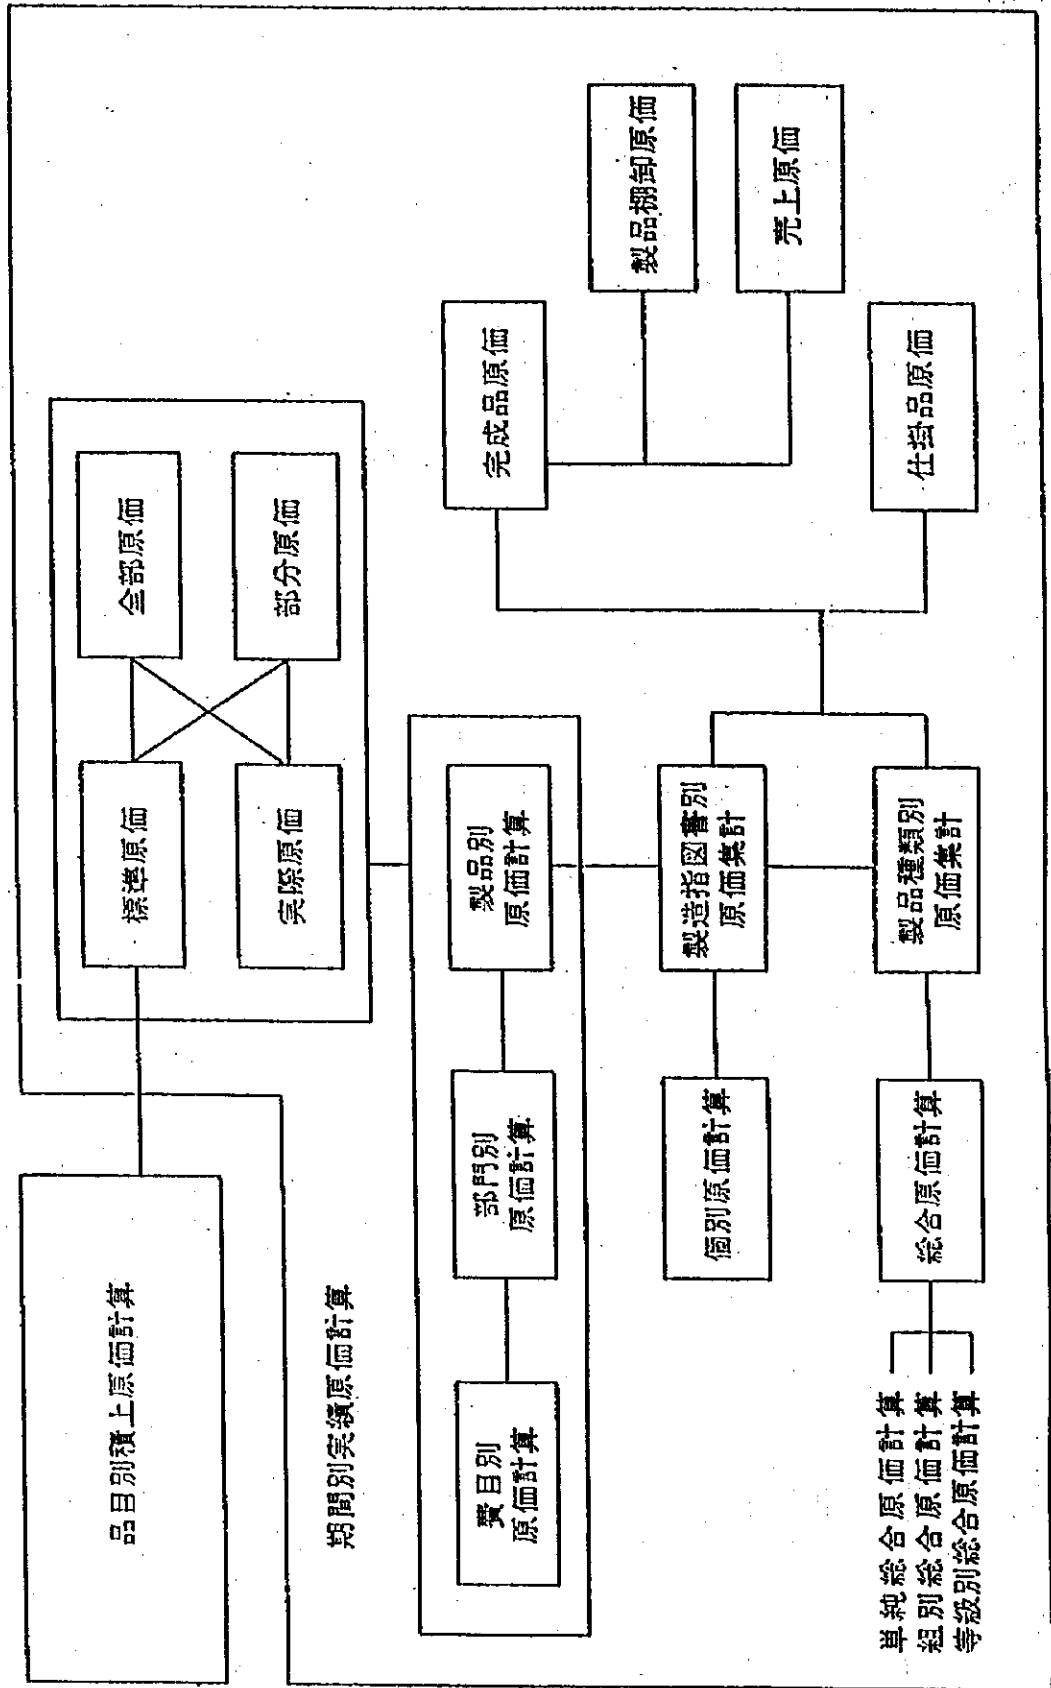 品目別積上原価計算
標準原価
全部原価
実際原価
部分原価
期間別実績原価計算
費目別
原価計算
部門別
原価計算
製品別
原価計算
完成品原価
製品棚卸原価
売上原価
仕掛品原価
個別原価計算
製造指図書別
原価集計
総合原価計算
製品種類別
原価集計
単純総合原価計算
組別総合原価計算
等級別総合原価計算